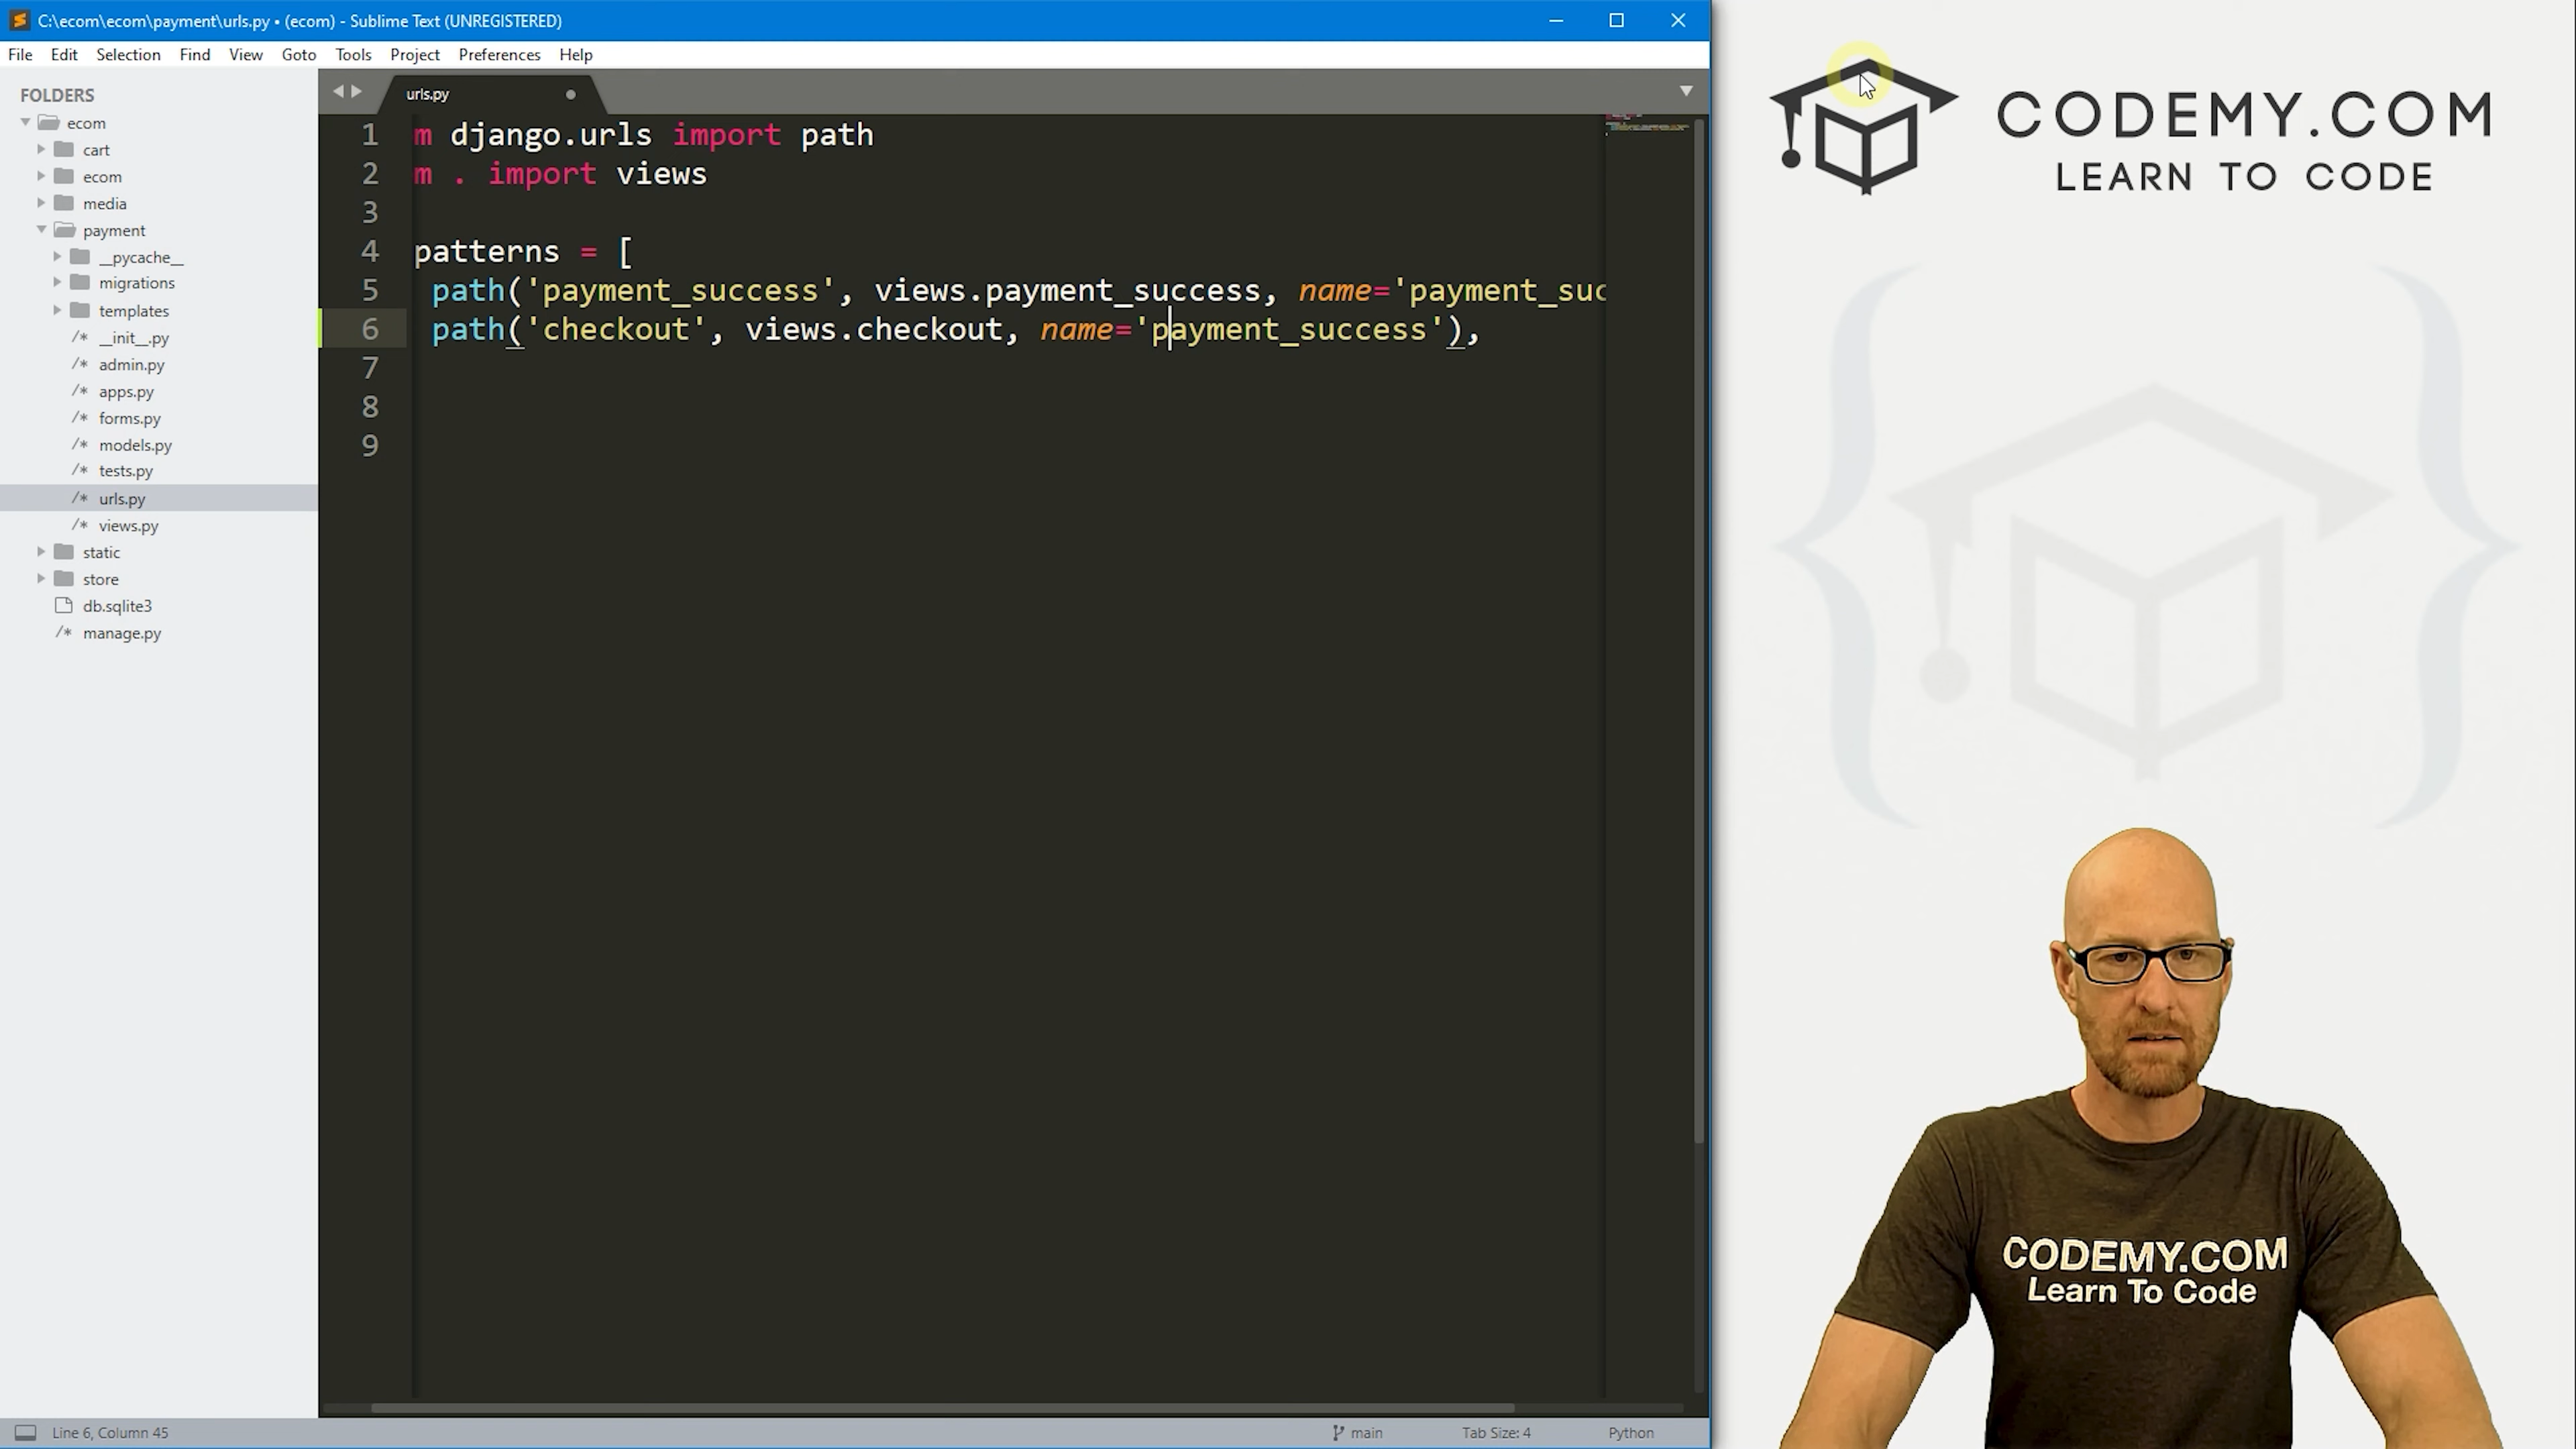 C:\ecom\ecom\payment\urls.py • (ecom) - Sublime Text (UNREGISTERED)
File Edit Selection Find View Goto Tools Project Preferences Help
FOLDERS
ecom
cart
ecom
media
payment
__pycache__
migrations
templates
/* __init__.py
/* admin.py
/* apps.py
/* forms.py
/* models.py
/* tests.py
/* urls.py
/* views.py
static
store
db.sqlite3
/* manage.py
urls.py
1 m django.urls import path
2 m . import views
3
4 patterns = [
5 path('payment_success', views.payment_success, name='payment_suc
6 path('checkout', views.checkout, name='payment_success'),
7
8
9
Line 6, Column 45
main
Tab Size: 4
Python
CODEMY.COM
LEARN TO CODE
CODEMY.COM
Learn To Code